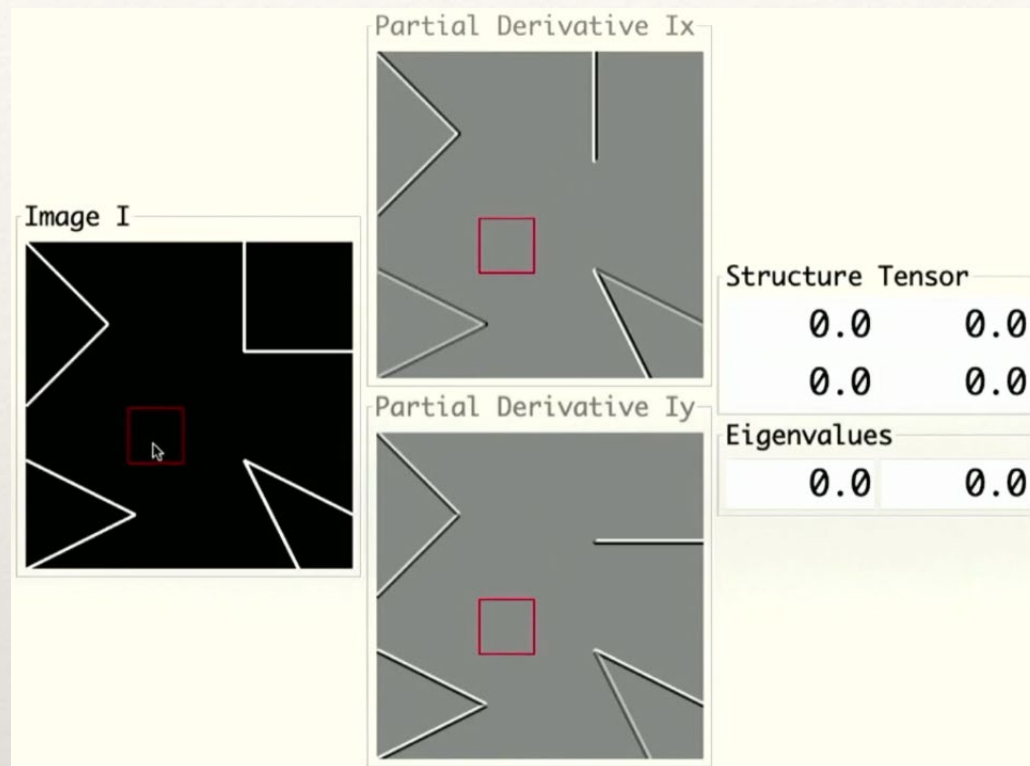 Partial Derivative Ix
Image I
Structure Tensor
0.0 0.0
0.0 0.0
Partial Derivative Iy
Eigenvalues
0.0 0.0